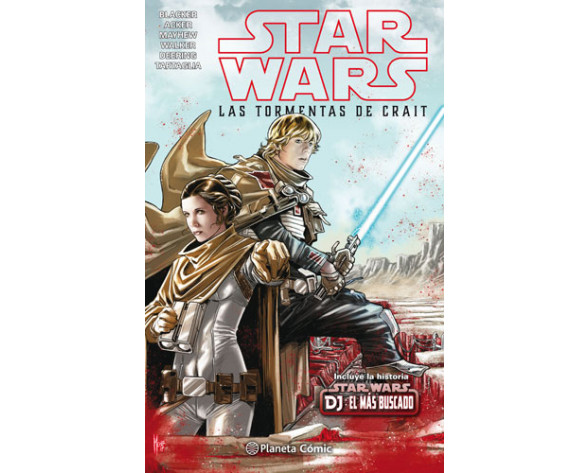 BLACKER
ACKER
MAYHEW
WALKER
DEERING
TARTAGLIA
STAR
WARS
LAS TORMENTAS DE CRAIT
Incluye la historia
STAR WARS
DJ: EL MÁS BUSCADO
Planeta Cómic